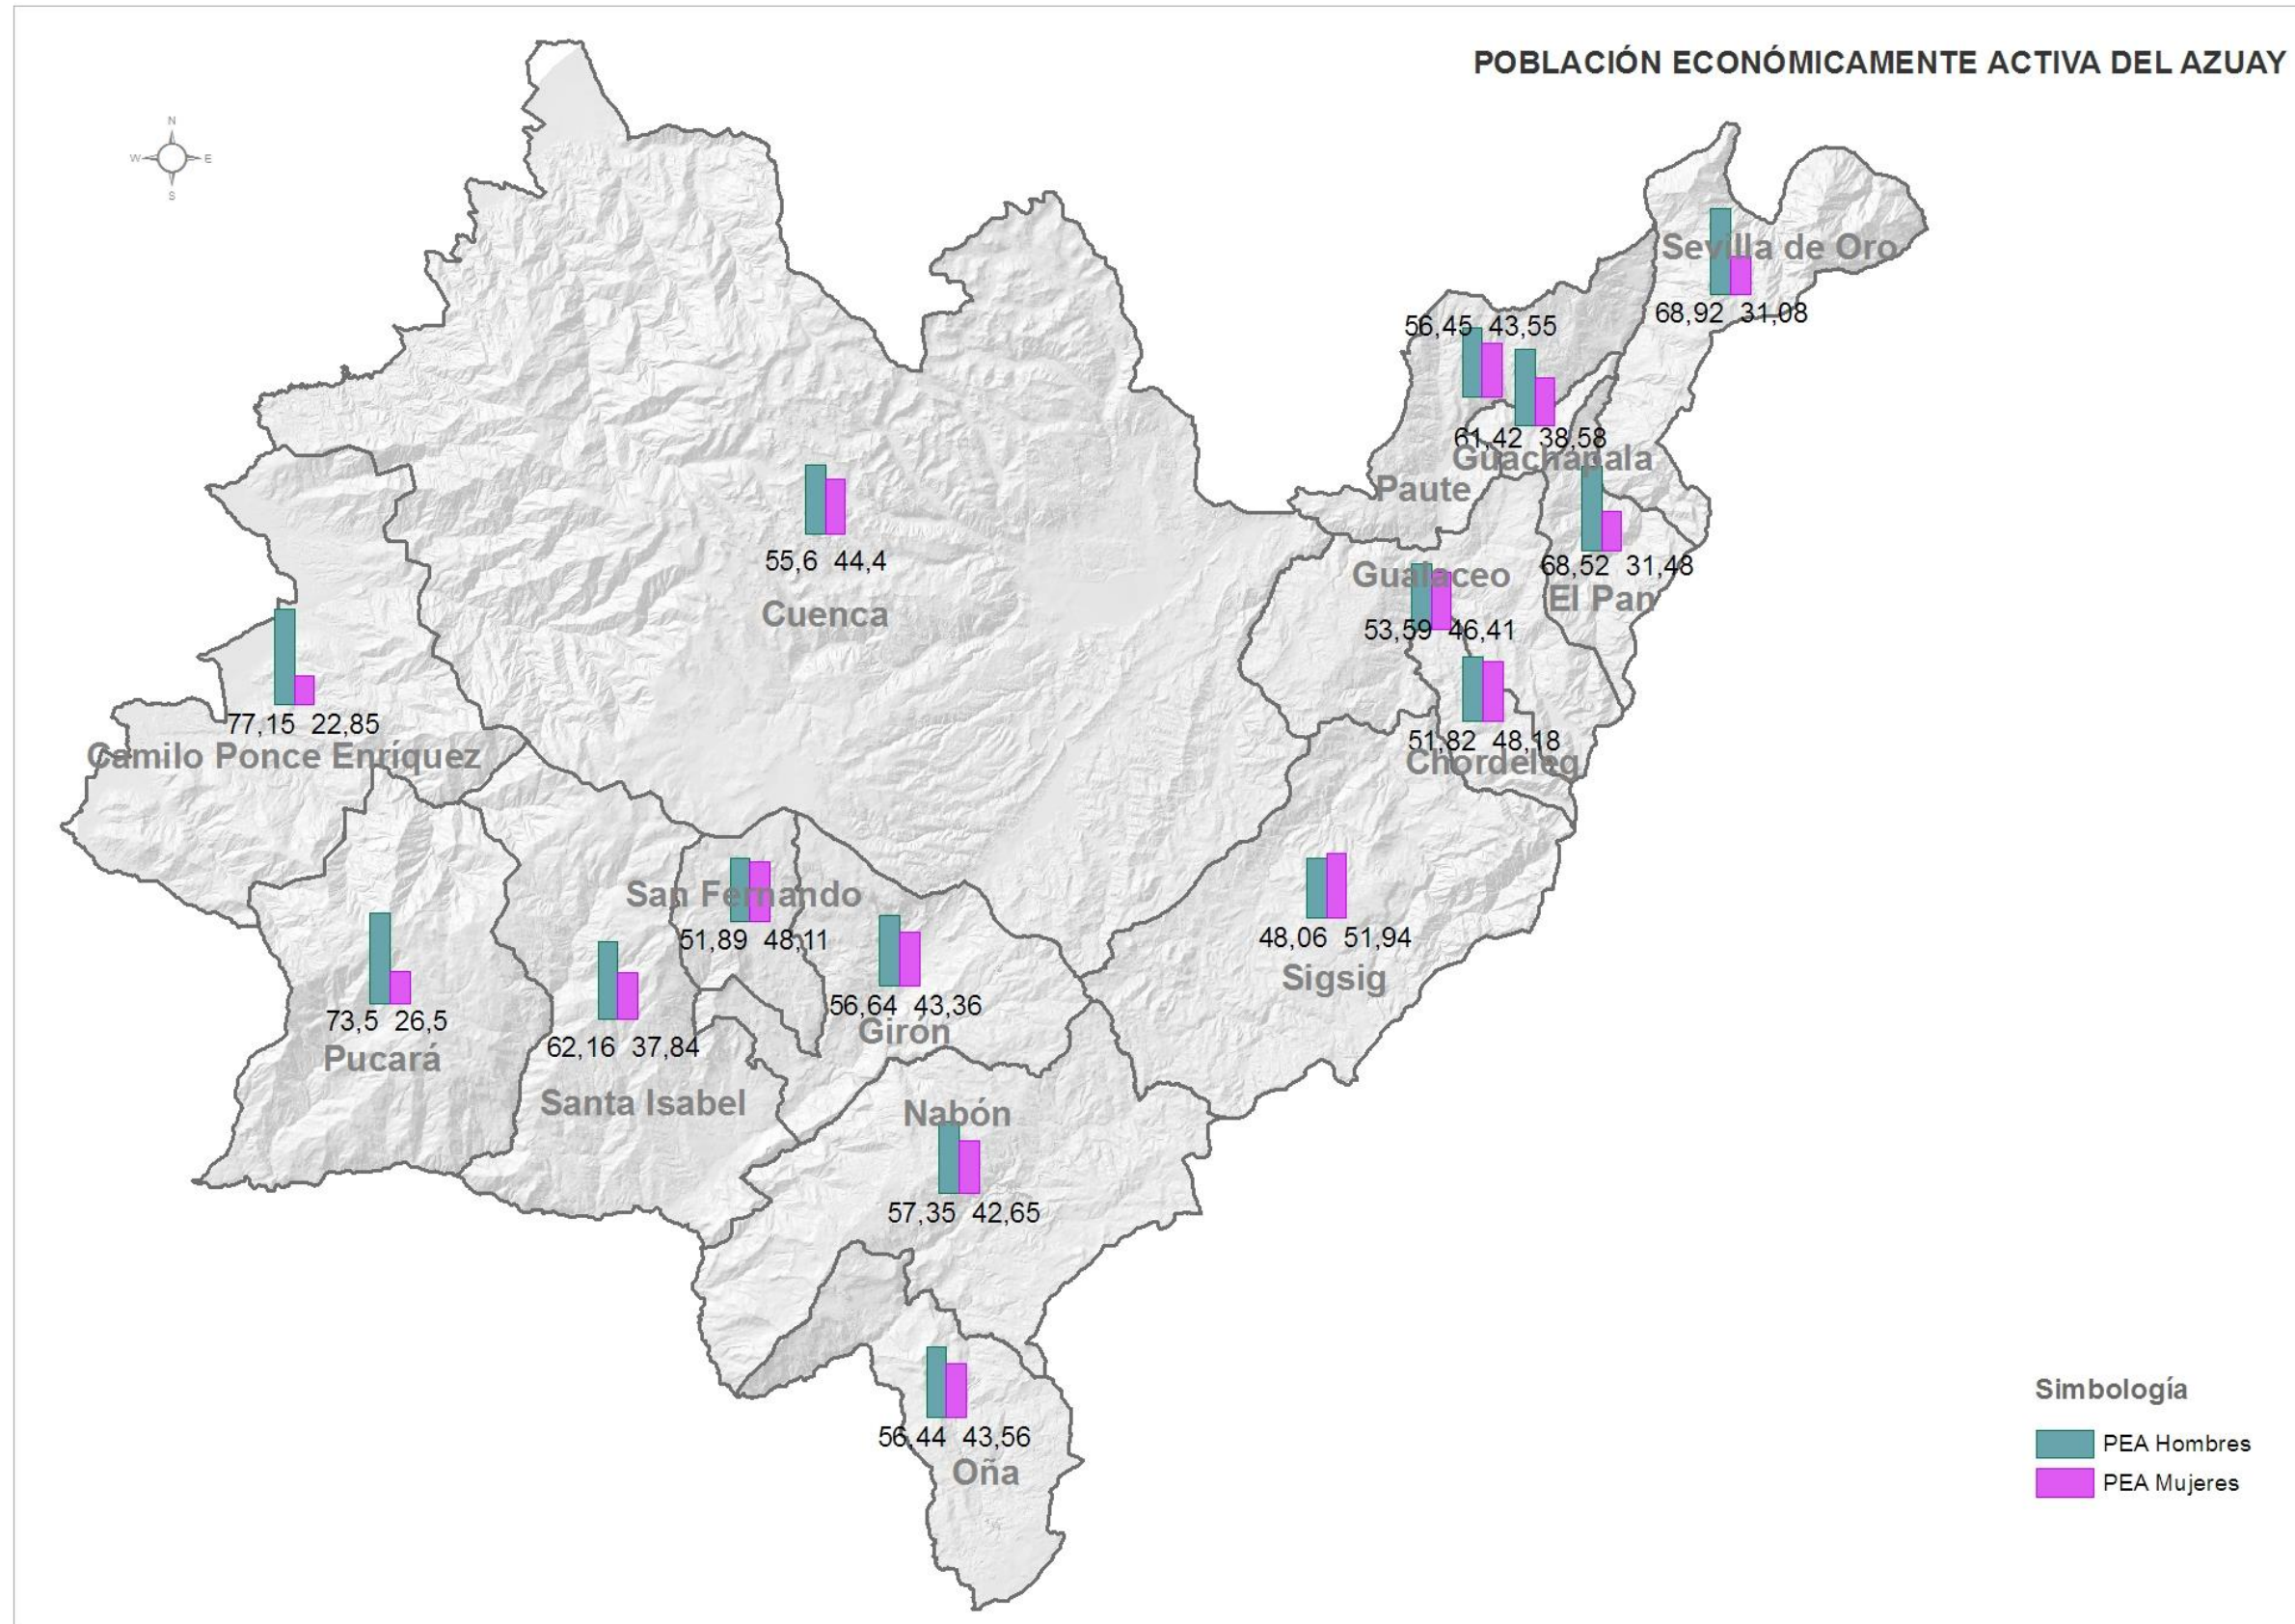 POBLACIÓN ECONÓMICAMENTE ACTIVA DEL AZUAY
N
W E
S
Sevilla de Oro
68,92 31,08
56,45 43,55
61,42 38,58
Guachapala
Paute
55,6 44,4
Cuenca
Gualaceo
68,52 31,48
El Pan
53,59 46,41
77,15 22,85
Camilo Ponce Enríquez
51,82 48,18
Chordeleg
San Fernando
51,89 48,11
48,06 51,94
Sigsig
56,64 43,36
Girón
73,5 26,5
Pucará
62,16 37,84
Santa Isabel
Nabón
57,35 42,65
56,44 43,56
Oña
Simbología
PEA Hombres
PEA Mujeres